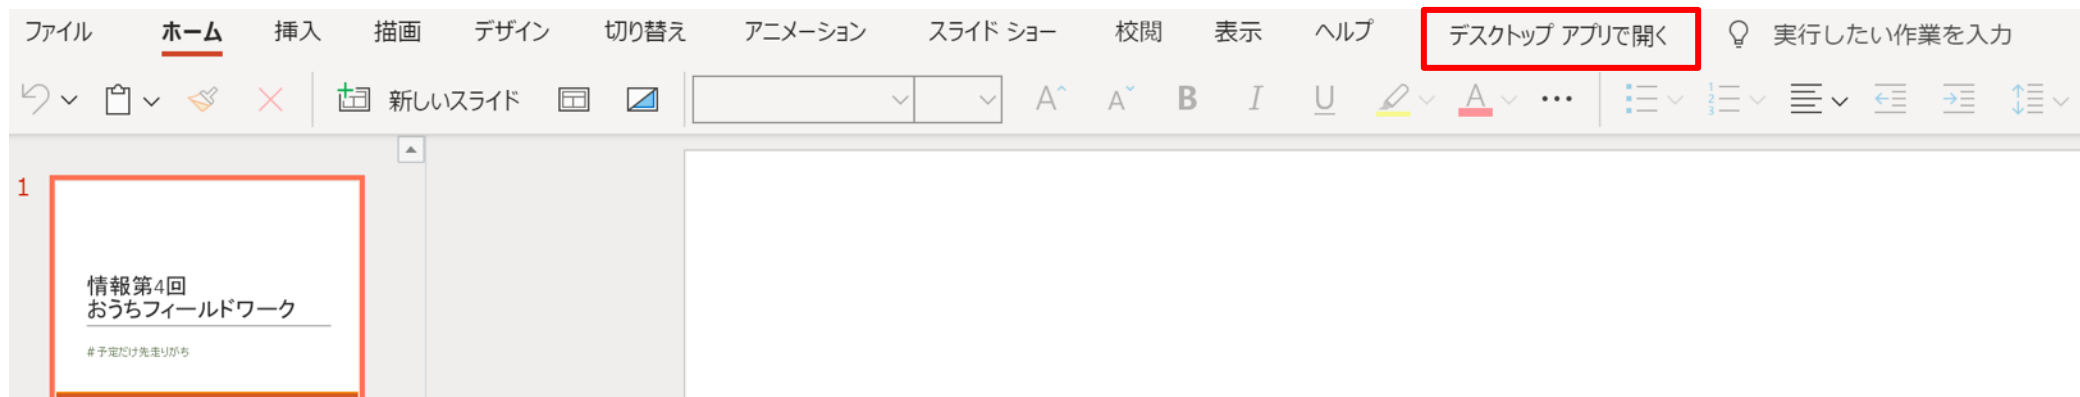 ファイル ホーム 挿入 描画 デザイン 切り替え アニメーション スライド ショー 校閲 表示 ヘルプ デスクトップ アプリで開く 実行したい作業を入力
新しいスライド A A B I U A
1
情報第4回
おうちフィールドワーク
#予定だけ先走りがち